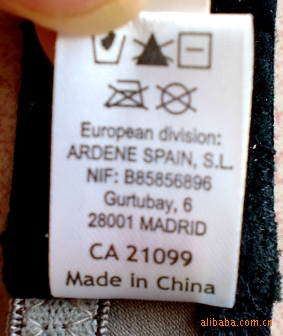 European division:
ARDENE SPAIN, S.L.
NIF: B85856896
Gurtubay, 6
28001 MADRID
CA 21099
Made in China
alibaba.com.cn